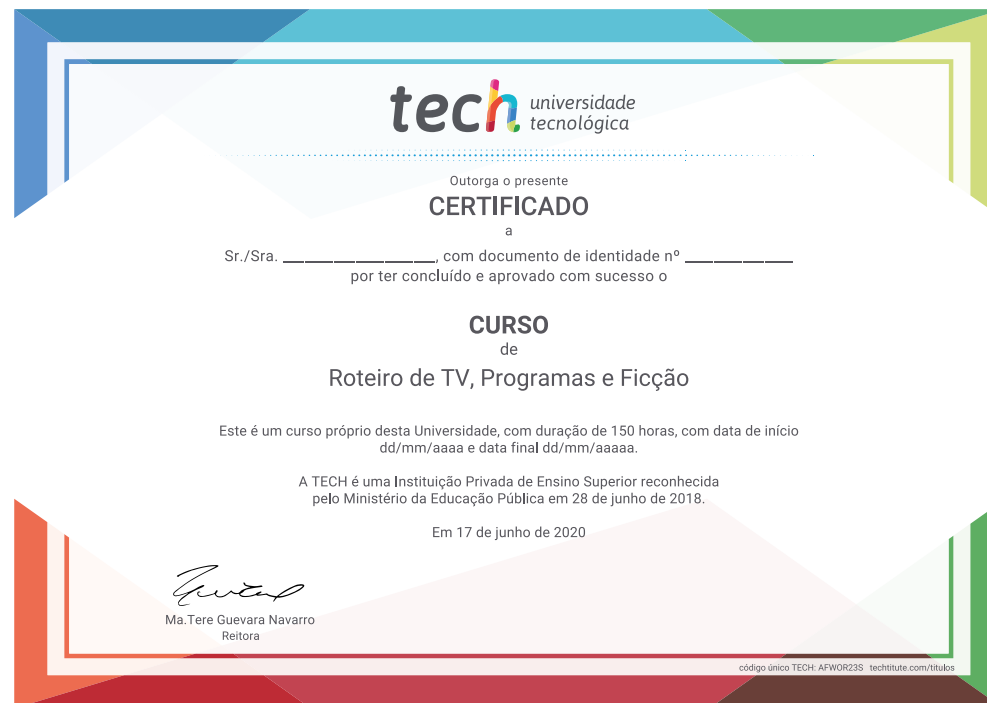 tech universidade
tecnológica
Outorga o presente
CERTIFICADO
a
Sr./Sra. ________________, com documento de identidade nº ____________
por ter concluído e aprovado com sucesso o
CURSO
de
Roteiro de TV, Programas e Ficção
Este é um curso próprio desta Universidade, com duração de 150 horas, com data de início
dd/mm/aaaa e data final dd/mm/aaaaa.
A TECH é uma Instituição Privada de Ensino Superior reconhecida
pelo Ministério da Educação Pública em 28 de junho de 2018.
Em 17 de junho de 2020
Ma.Tere Guevara Navarro
Reitora
código único TECH: AFWOR23S techtitute.com/titulos